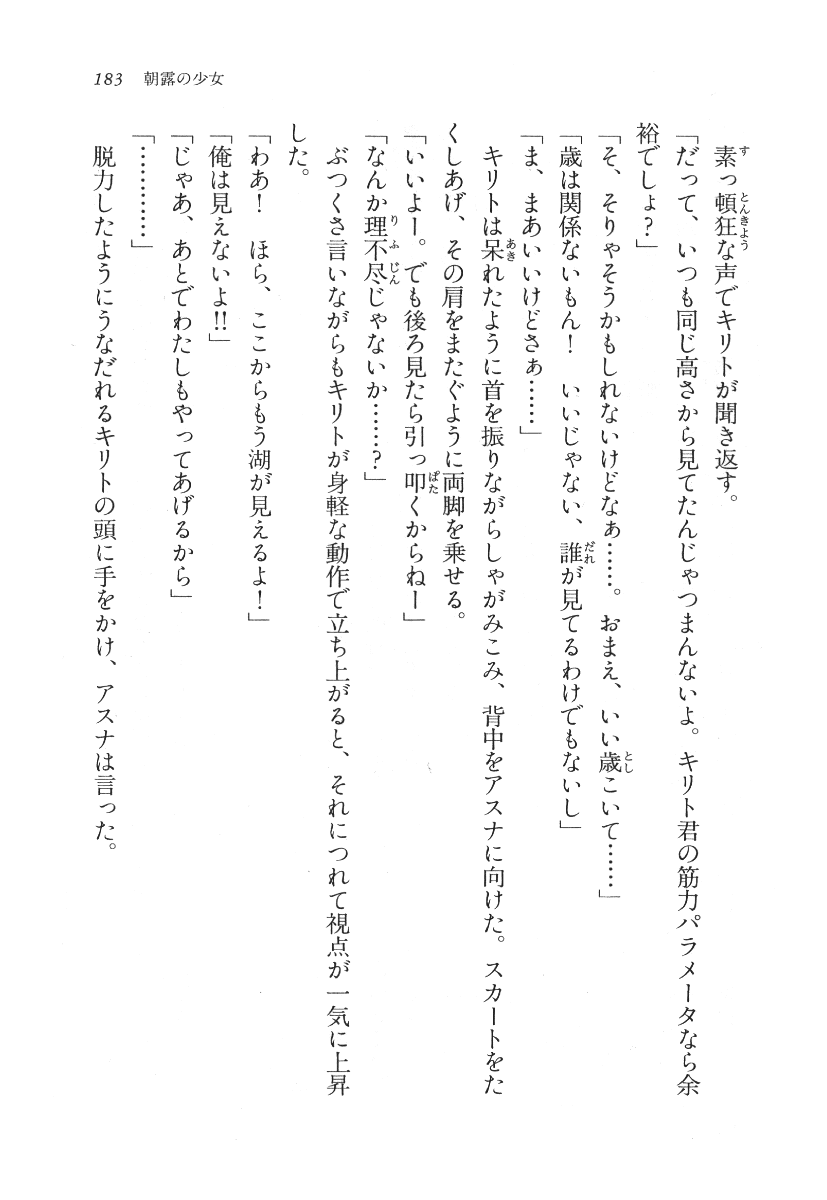 183　朝露の少女
　素っ頓狂な声でキリトが聞き返す。
「だって、いつも同じ高さから見てたんじゃつまんないよ。キリト君の筋力パラメータなら余
裕でしょ？」
「そ、そりゃそうかもしれないけどなぁ……。おまえ、いい歳こいて……」
「歳は関係ないもん！　いいじゃない、誰が見てるわけでもないし」
「ま、まあいいけどさぁ……」
　キリトは呆れたように首を振りながらしゃがみこみ、背中をアスナに向けた。スカートをた
くしあげ、その肩をまたぐように両脚を乗せる。
「いいよー。でも後ろ見たら引っ叩くからねー」
「なんか理不尽じゃないか……？」
　ぶつくさ言いながらもキリトが身軽な動作で立ち上がると、それにつれて視点が一気に上昇
した。
「わあ！　ほら、ここからもう湖が見えるよ！」
「俺は見えないよ!!」
「じゃあ、あとでわたしもやってあげるから」
「…………」
　脱力したようにうなだれるキリトの頭に手をかけ、アスナは言った。